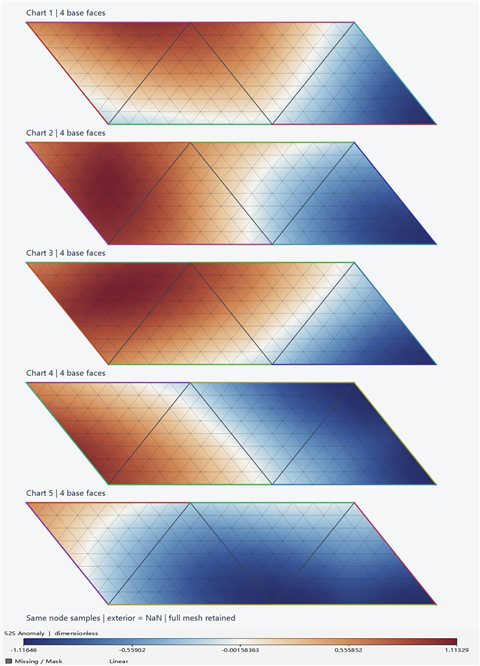 Chart 1 | 4 base faces
Chart 2 | 4 base faces
Chart 3 | 4 base faces
Chart 4 | 4 base faces
Chart 5 | 4 base faces
Same node samples | exterior = NaN | full mesh retained
S2S Anomaly | dimensionless
-1.11646 -0.55902 -0.00158363 0.555852 1.11329
Missing / Mask Linear